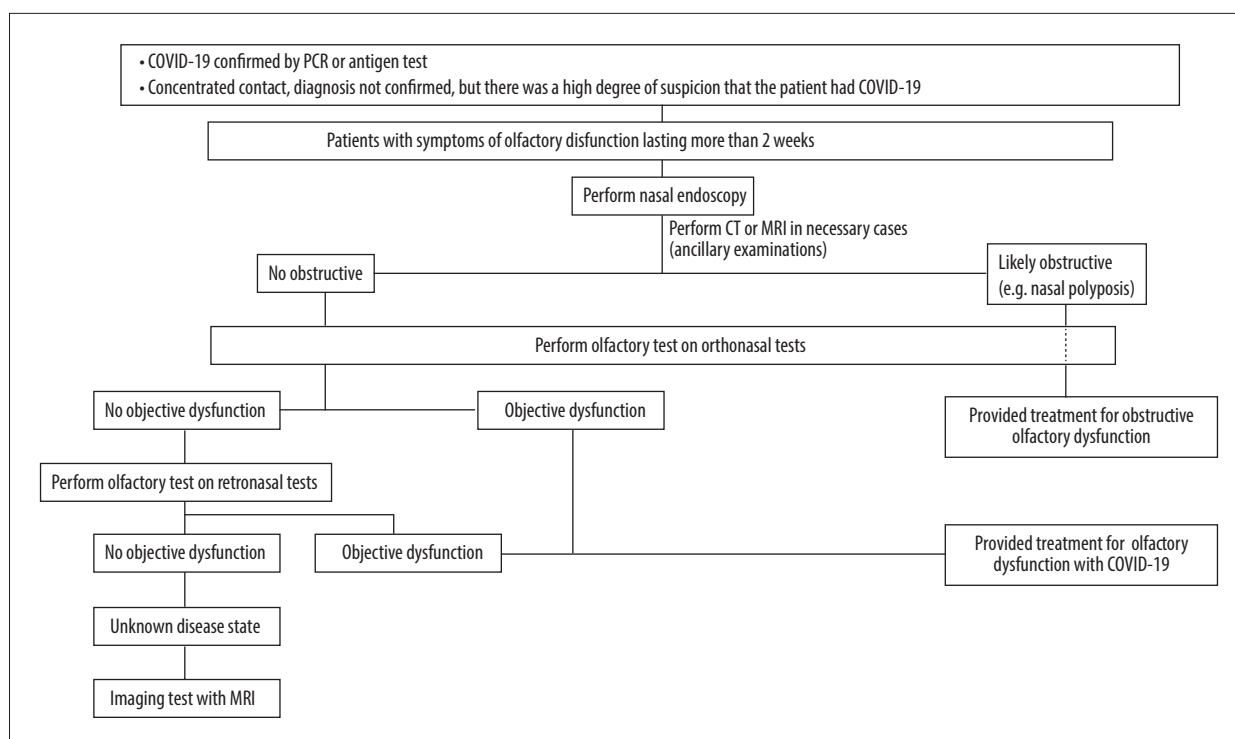 • COVID-19 confirmed by PCR or antigen test
• Concentrated contact, diagnosis not confirmed, but there was a high degree of suspicion that the patient had COVID-19
Patients with symptoms of olfactory disfunction lasting more than 2 weeks
Perform nasal endoscopy
Perform CT or MRI in necessary cases
(ancillary examinations)
No obstructive
Likely obstructive
(e.g. nasal polyposis)
Perform olfactory test on orthonasal tests
No objective dysfunction
Objective dysfunction
Provided treatment for obstructive
olfactory dysfunction
Perform olfactory test on retronasal tests
No objective dysfunction
Objective dysfunction
Provided treatment for olfactory
dysfunction with COVID-19
Unknown disease state
Imaging test with MRI